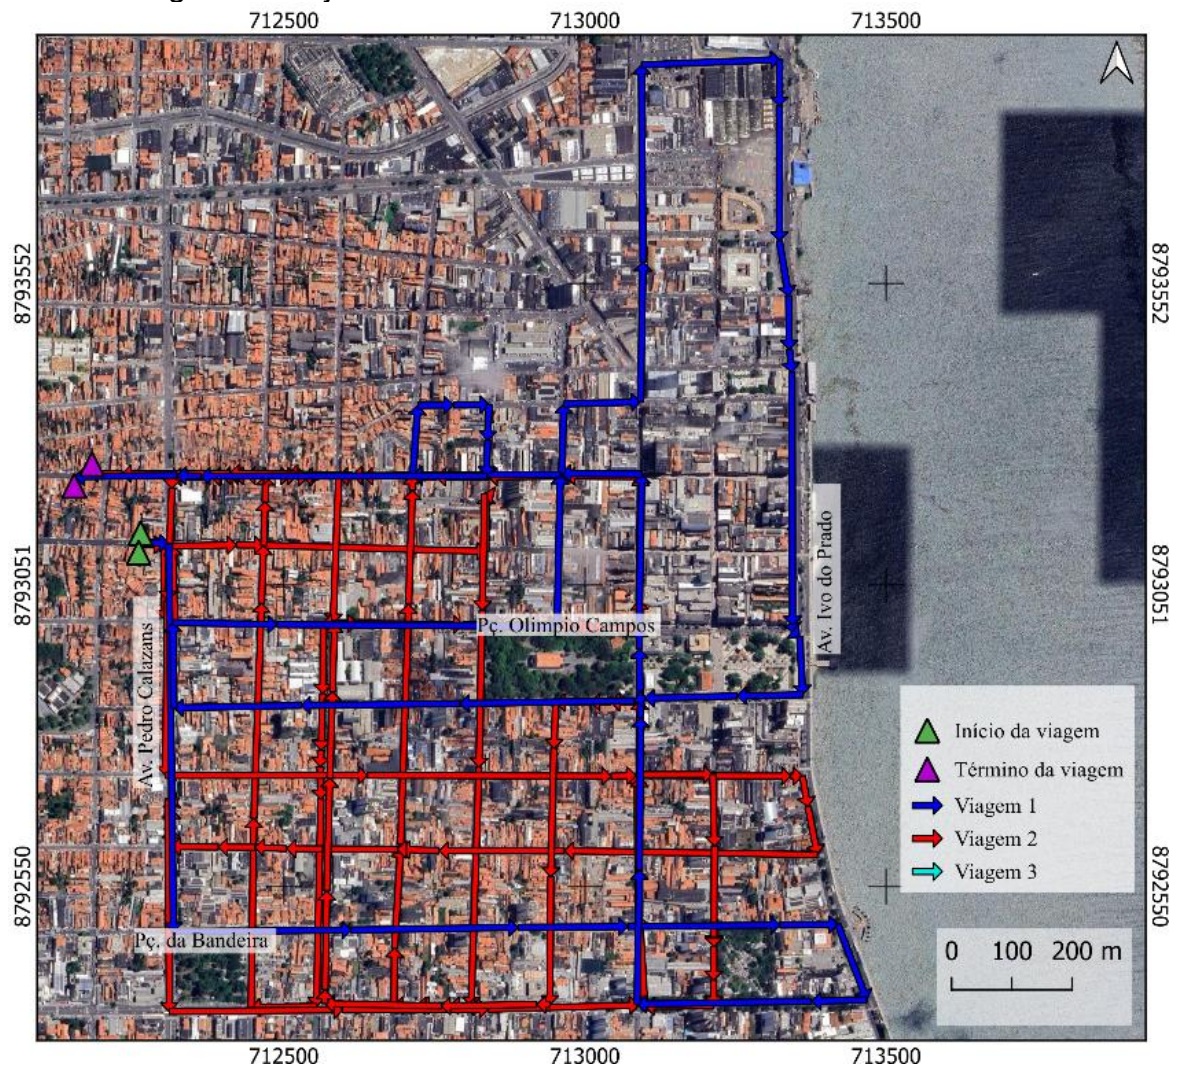 712500 713000 713500
8793552 8793552
8793051 8793051
8792550 8792550
Av. Pedro Calazans
Pç. Olimpio Campos
Av. Ivo do Prado
Pç. da Bandeira
Início da viagem
Término da viagem
Viagem 1
Viagem 2
Viagem 3
0 100 200 m
712500 713000 713500